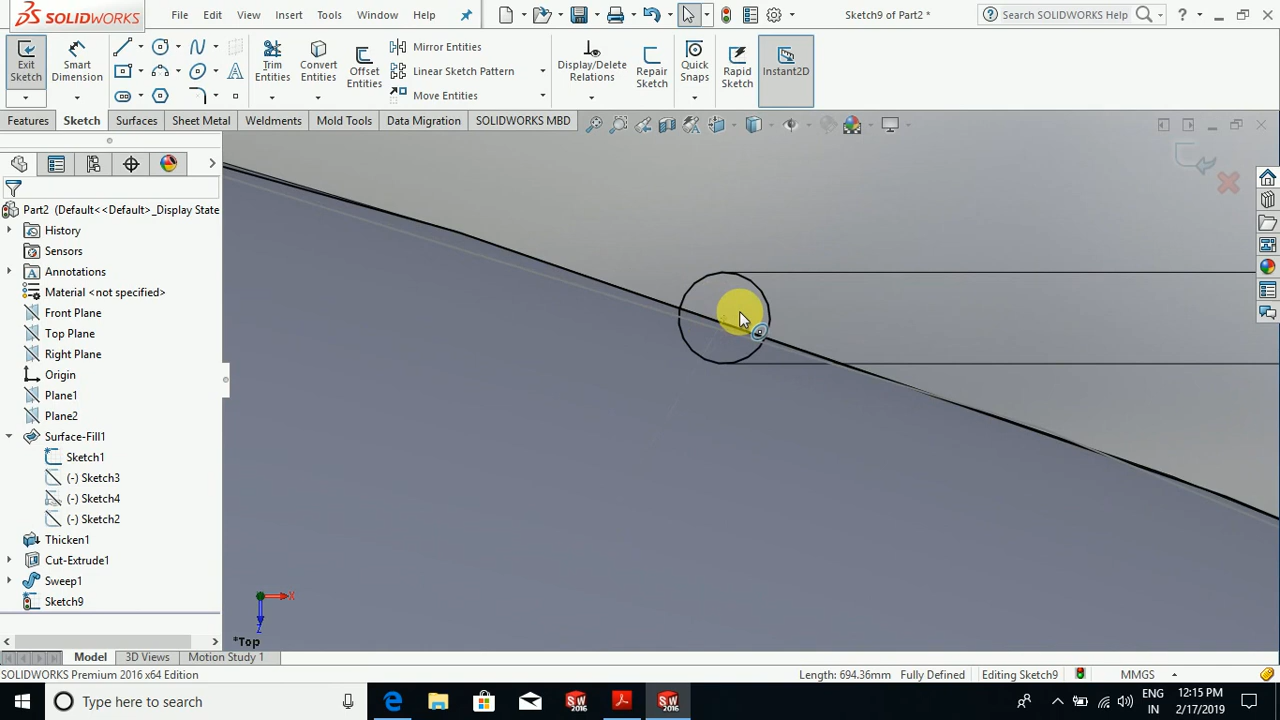 SOLIDWORKS
File Edit View Insert Tools Window Help
Sketch9 of Part2 *
Search SOLIDWORKS Help
?
Exit Sketch
Smart Dimension
Trim Entities
Convert Entities
Offset Entities
Mirror Entities
Linear Sketch Pattern
Move Entities
Display/Delete Relations
Repair Sketch
Quick Snaps
Rapid Sketch
Instant2D
Features Sketch Surfaces Sheet Metal Weldments Mold Tools Data Migration SOLIDWORKS MBD
Part2 (Default<<Default>_Display State
History
Sensors
Annotations
Material <not specified>
Front Plane
Top Plane
Right Plane
Origin
Plane1
Plane2
Surface-Fill1
Sketch1
(-) Sketch3
(-) Sketch4
(-) Sketch2
Thicken1
Cut-Extrude1
Sweep1
Sketch9
X
Z
*Top
Model 3D Views Motion Study 1
SOLIDWORKS Premium 2016 x64 Edition
Length: 694.36mm Fully Defined Editing Sketch9 MMGS
Type here to search
SW 2016
SW 2016
ENG IN
12:15 PM
2/17/2019